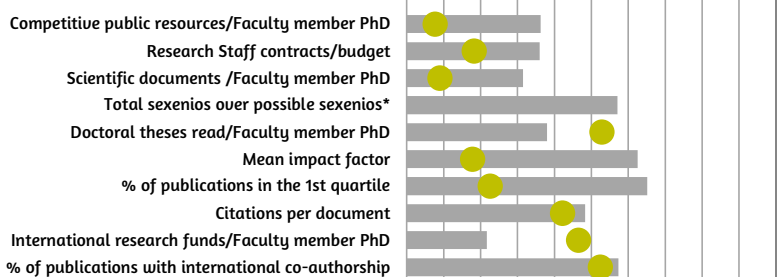 Competitive public resources/Faculty member PhD
Research Staff contracts/budget
Scientific documents /Faculty member PhD
Total sexenios over possible sexenios*
Doctoral theses read/Faculty member PhD
Mean impact factor
% of publications in the 1st quartile
Citations per document
International research funds/Faculty member PhD
% of publications with international co-authorship